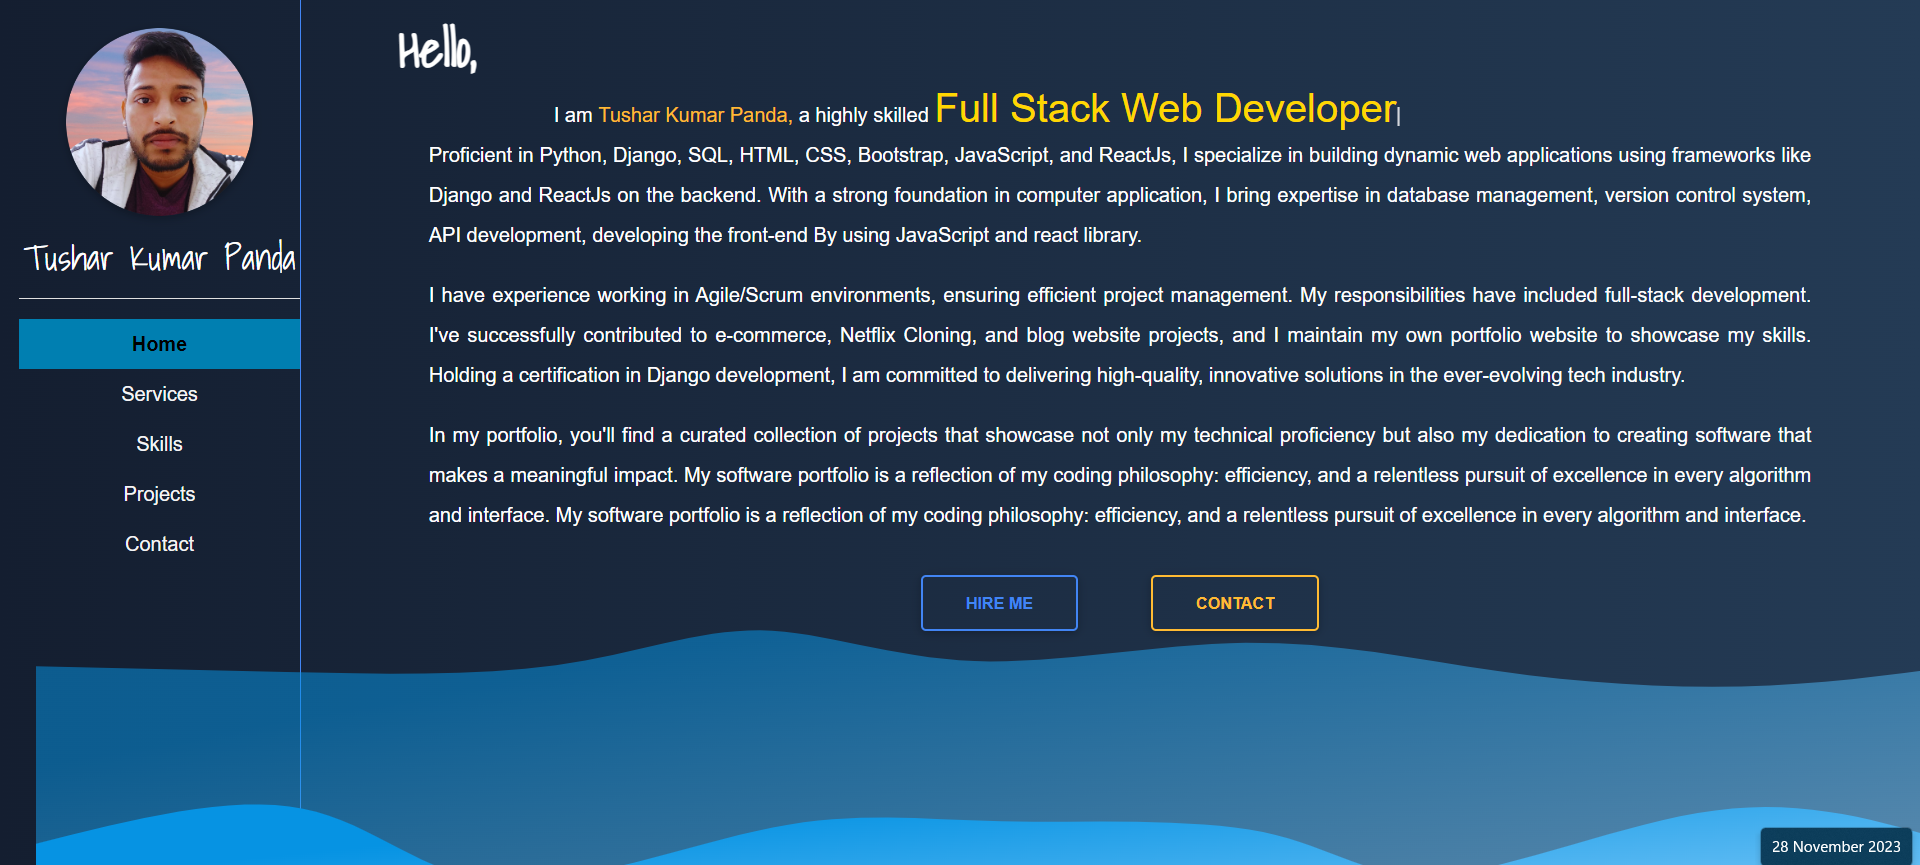 Tushar Kumar Panda
Home
Services
Skills
Projects
Contact
Hello,
I am Tushar Kumar Panda, a highly skilled Full Stack Web Developer|
Proficient in Python, Django, SQL, HTML, CSS, Bootstrap, JavaScript, and ReactJs, I specialize in building dynamic web applications using frameworks like
Django and ReactJs on the backend. With a strong foundation in computer application, I bring expertise in database management, version control system,
API development, developing the front-end By using JavaScript and react library.
I have experience working in Agile/Scrum environments, ensuring efficient project management. My responsibilities have included full-stack development.
I've successfully contributed to e-commerce, Netflix Cloning, and blog website projects, and I maintain my own portfolio website to showcase my skills.
Holding a certification in Django development, I am committed to delivering high-quality, innovative solutions in the ever-evolving tech industry.
In my portfolio, you'll find a curated collection of projects that showcase not only my technical proficiency but also my dedication to creating software that
makes a meaningful impact. My software portfolio is a reflection of my coding philosophy: efficiency, and a relentless pursuit of excellence in every algorithm
and interface. My software portfolio is a reflection of my coding philosophy: efficiency, and a relentless pursuit of excellence in every algorithm and interface.
HIRE ME
CONTACT
28 November 2023